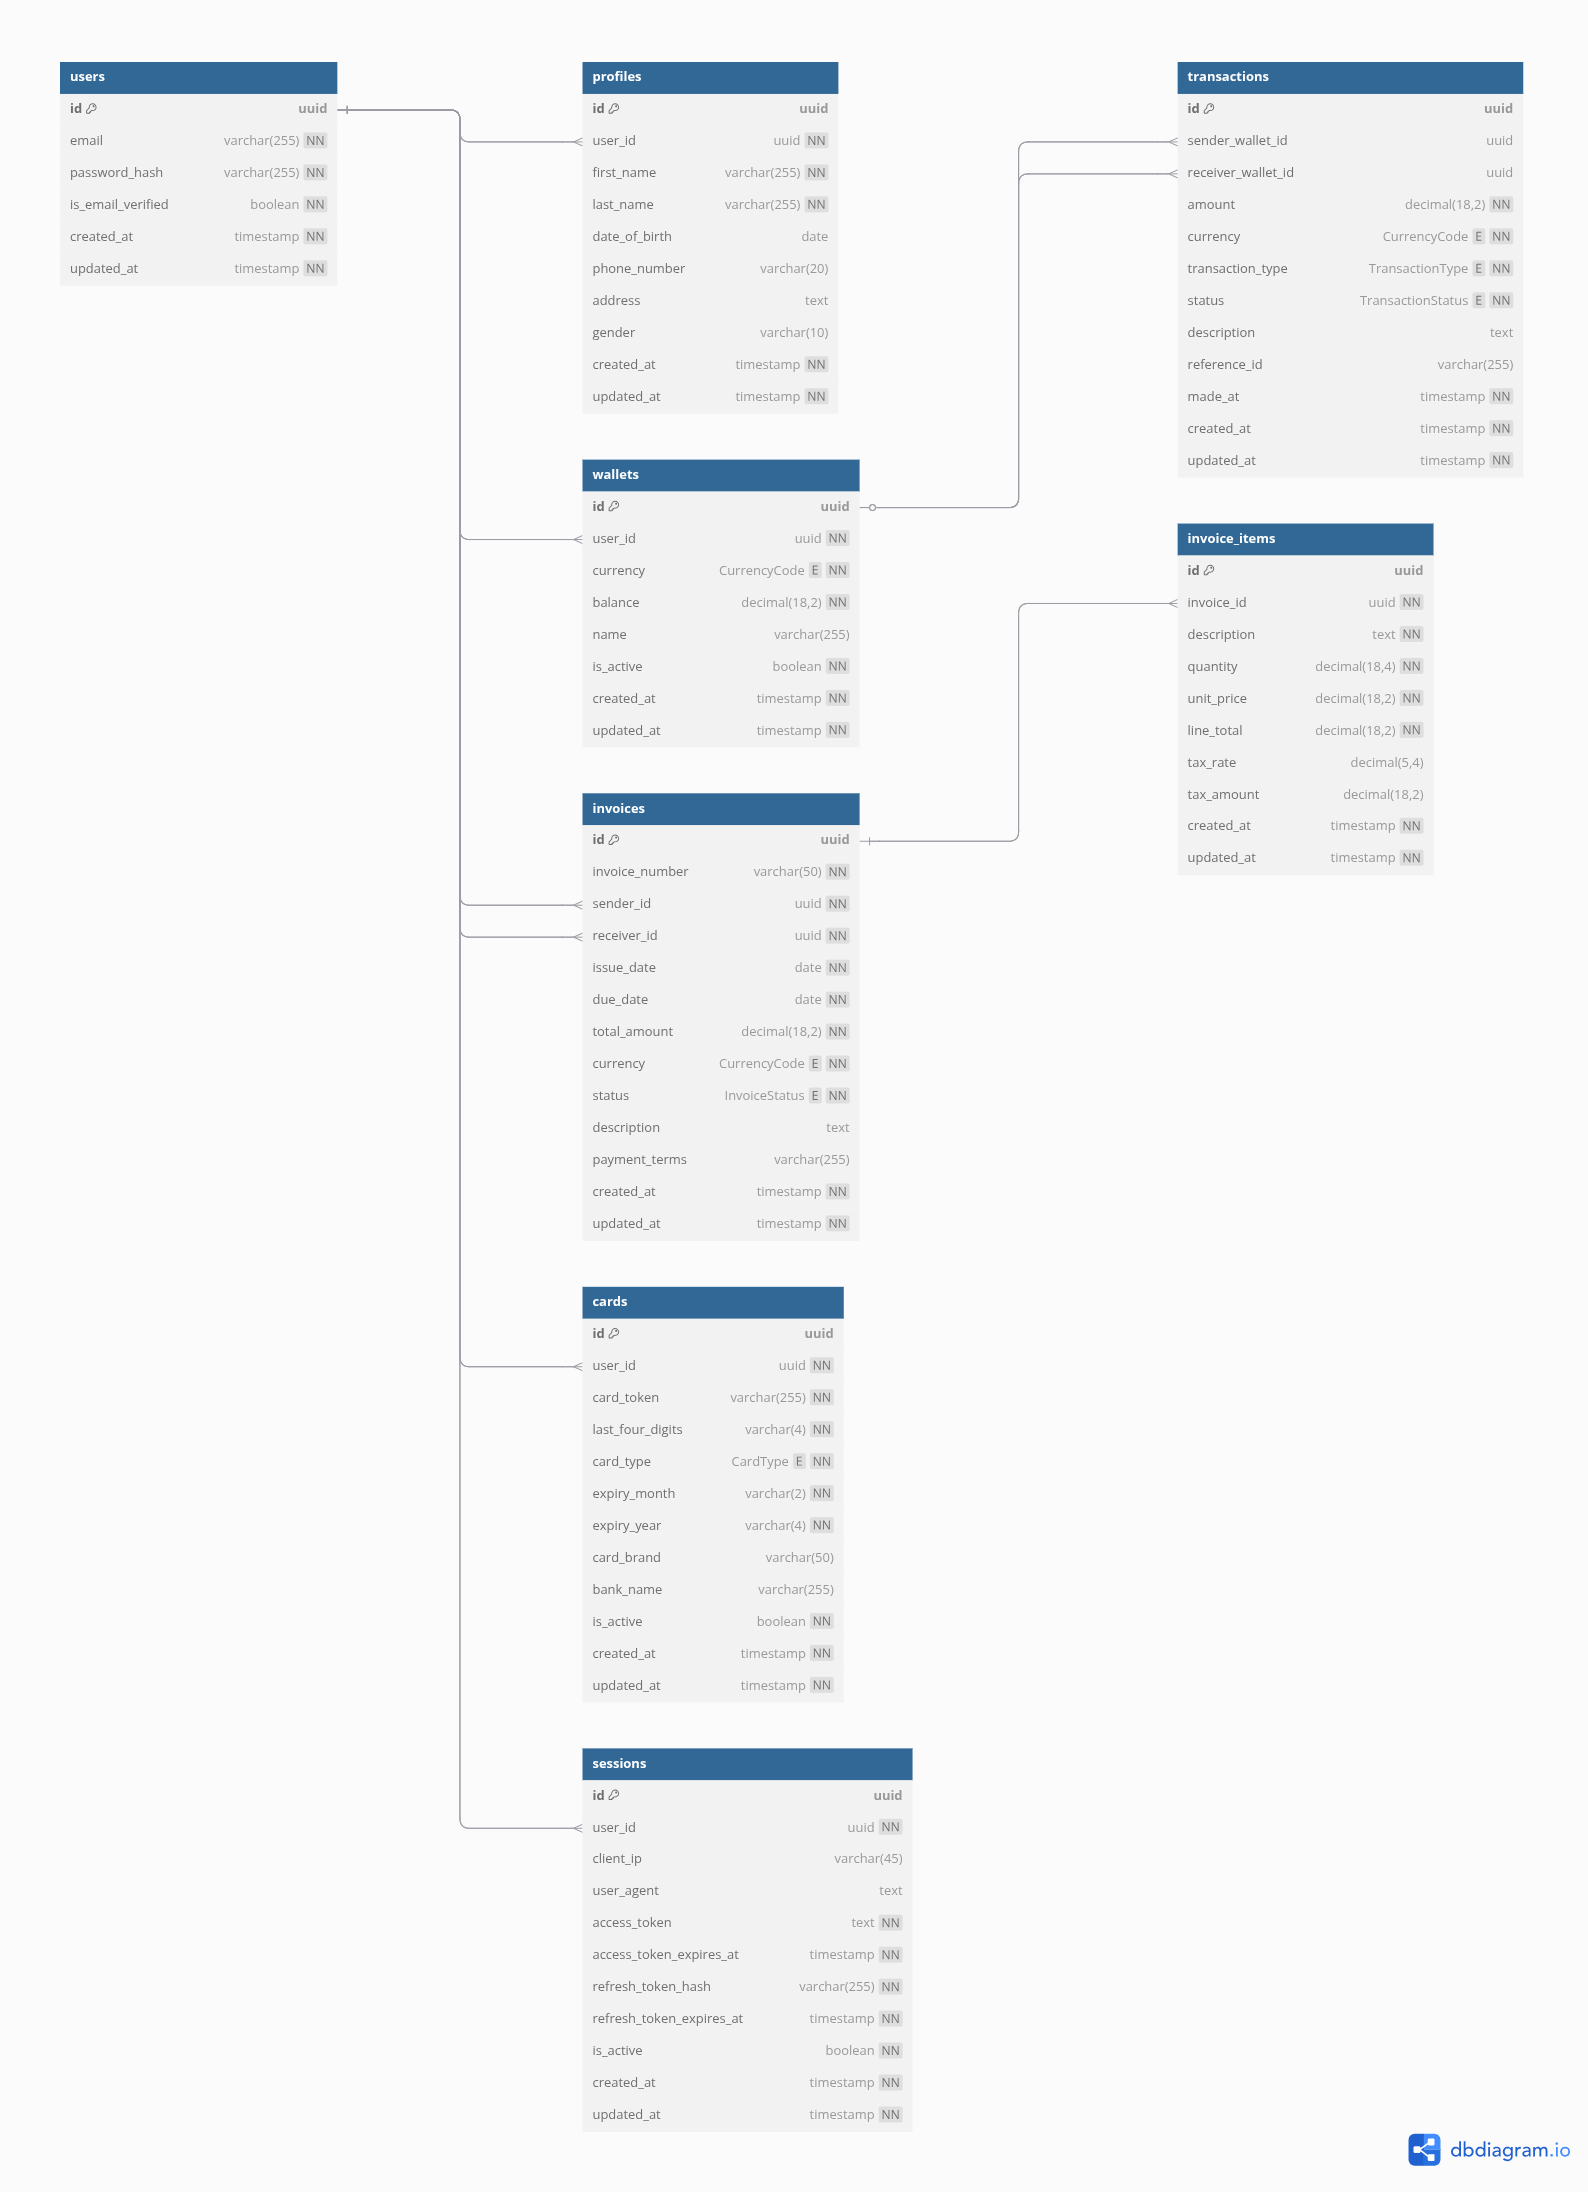 users
id uuid
email varchar(255) NN
password_hash varchar(255) NN
is_email_verified boolean NN
created_at timestamp NN
updated_at timestamp NN
profiles
id uuid
user_id uuid NN
first_name varchar(255) NN
last_name varchar(255) NN
date_of_birth date
phone_number varchar(20)
address text
gender varchar(10)
created_at timestamp NN
updated_at timestamp NN
wallets
id uuid
user_id uuid NN
currency CurrencyCode E NN
balance decimal(18,2) NN
name varchar(255)
is_active boolean NN
created_at timestamp NN
updated_at timestamp NN
invoices
id uuid
invoice_number varchar(50) NN
sender_id uuid NN
receiver_id uuid NN
issue_date date NN
due_date date NN
total_amount decimal(18,2) NN
currency CurrencyCode E NN
status InvoiceStatus E NN
description text
payment_terms varchar(255)
created_at timestamp NN
updated_at timestamp NN
cards
id uuid
user_id uuid NN
card_token varchar(255) NN
last_four_digits varchar(4) NN
card_type CardType E NN
expiry_month varchar(2) NN
expiry_year varchar(4) NN
card_brand varchar(50)
bank_name varchar(255)
is_active boolean NN
created_at timestamp NN
updated_at timestamp NN
sessions
id uuid
user_id uuid NN
client_ip varchar(45)
user_agent text
access_token text NN
access_token_expires_at timestamp NN
refresh_token_hash varchar(255) NN
refresh_token_expires_at timestamp NN
is_active boolean NN
created_at timestamp NN
updated_at timestamp NN
transactions
id uuid
sender_wallet_id uuid
receiver_wallet_id uuid
amount decimal(18,2) NN
currency CurrencyCode E NN
transaction_type TransactionType E NN
status TransactionStatus E NN
description text
reference_id varchar(255)
made_at timestamp NN
created_at timestamp NN
updated_at timestamp NN
invoice_items
id uuid
invoice_id uuid NN
description text NN
quantity decimal(18,4) NN
unit_price decimal(18,2) NN
line_total decimal(18,2) NN
tax_rate decimal(5,4)
tax_amount decimal(18,2)
created_at timestamp NN
updated_at timestamp NN
dbdiagram.io